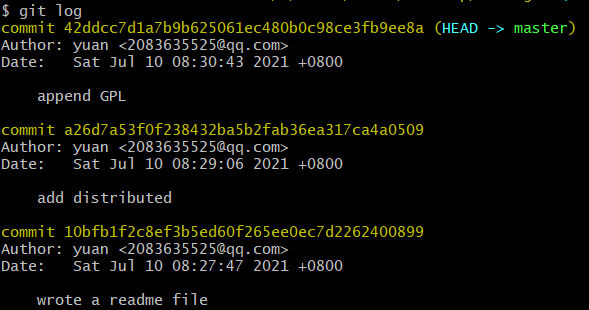 $ git log
commit 42ddcc7d1a7b9b625061ec480b0c98ce3fb9ee8a (HEAD -> master)
Author: yuan <2083635525@qq.com>
Date:   Sat Jul 10 08:30:43 2021 +0800

    append GPL

commit a26d7a53f0f238432ba5b2fab36ea317ca4a0509
Author: yuan <2083635525@qq.com>
Date:   Sat Jul 10 08:29:06 2021 +0800

    add distributed

commit 10bfb1f2c8ef3b5ed60f265ee0ec7d2262400899
Author: yuan <2083635525@qq.com>
Date:   Sat Jul 10 08:27:47 2021 +0800

    wrote a readme file